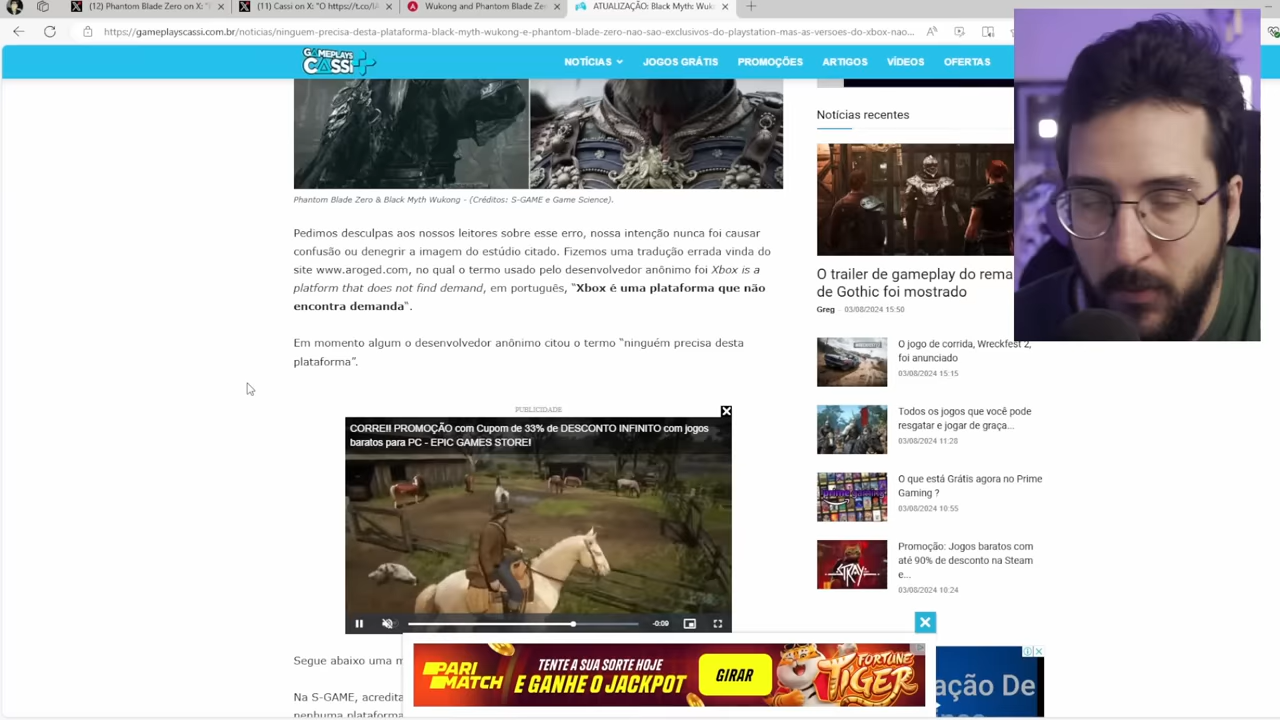 (12) Phantom Blade Zero on X:
(11) Cassi on X: "O https://t.co/IA
Wukong and Phantom Blade Ze
ATUALIZAÇÃO: Black Myth: Wuk
https://gameplayscassi.com.br/noticias/ninguem-precisa-desta-plataforma-black-myth-wukong-e-phantom-blade-zero-nao-sao-exclusivos-do-playstation-mas-as-versoes-do-xbox-nao...
GAMEPLAYS
CASSI
NOTÍCIAS
JOGOS GRÁTIS
PROMOÇÕES
ARTIGOS
VÍDEOS
OFERTAS
Phantom Blade Zero & Black Myth Wukong - (Créditos: S-GAME e Game Science).
Pedimos desculpas aos nossos leitores sobre esse erro, nossa intenção nunca foi causar
confusão ou denegrir a imagem do estúdio citado. Fizemos uma tradução errada vinda do
site www.aroged.com, no qual o termo usado pelo desenvolvedor anônimo foi Xbox is a
platform that does not find demand, em português, “Xbox é uma plataforma que não
encontra demanda“.
Em momento algum o desenvolvedor anônimo citou o termo “ninguém precisa desta
plataforma”.
PUBLICIDADE
CORRE!! PROMOÇÃO com Cupom de 33% de DESCONTO INFINITO com jogos
baratos para PC - EPIC GAMES STORE!
-0:09
Segue abaixo uma
Na S-GAME, acredita
nenhuma plataforma
Notícias recentes
O trailer de gameplay do rema
de Gothic foi mostrado
Greg 03/08/2024 15:50
O jogo de corrida, Wreckfest 2,
foi anunciado
03/08/2024 15:15
Todos os jogos que você pode
resgatar e jogar de graça...
03/08/2024 11:28
O que está Grátis agora no Prime
Gaming ?
03/08/2024 10:55
STRAY
Promoção: Jogos baratos com
até 90% de desconto na Steam
e...
03/08/2024 10:24
PARI
MATCH
TENTE A SUA SORTE HOJE
E GANHE O JACKPOT
GIRAR
FORTUNE
TIGER
ação De